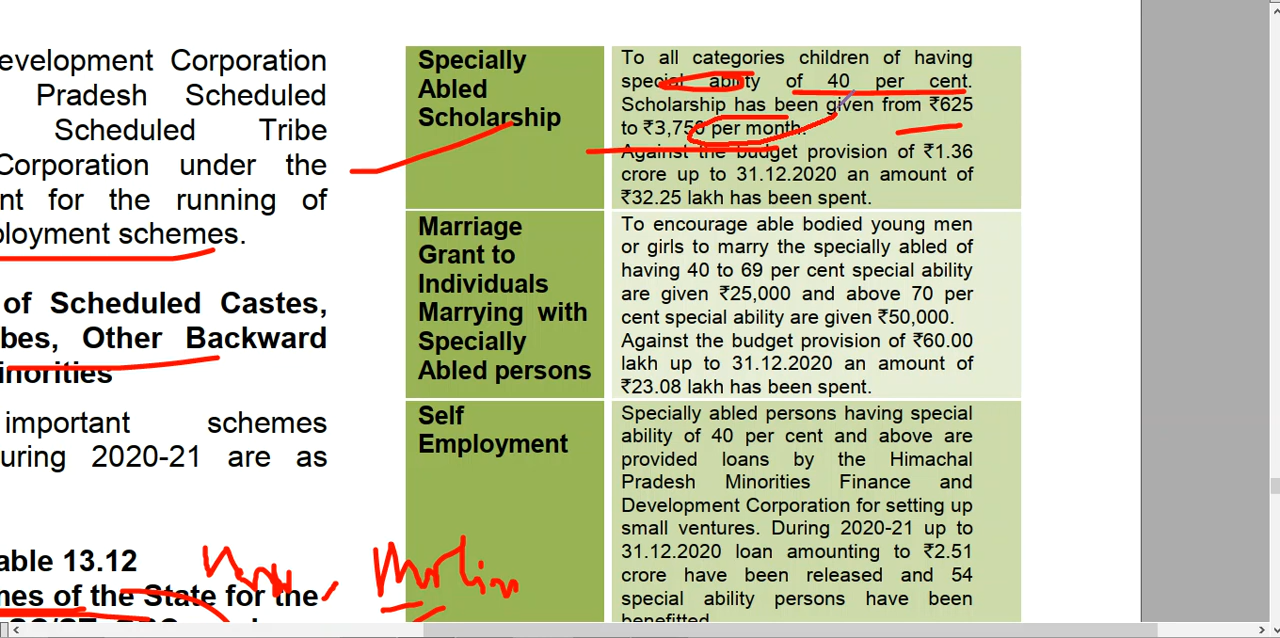 evelopment Corporation
Pradesh Scheduled
Scheduled Tribe
Corporation under the
nt for the running of
ployment schemes.
of Scheduled Castes,
bes, Other Backward
inorities
important schemes
uring 2020-21 are as
able 13.12
mes of the State for the
Specially
Abled
Scholarship
To all categories children of having
special ability of 40 per cent.
Scholarship has been given from ₹625
to ₹3,750 per month.
Against the budget provision of ₹1.36
crore up to 31.12.2020 an amount of
₹32.25 lakh has been spent.
Marriage
Grant to
Individuals
Marrying with
Specially
Abled persons
To encourage able bodied young men
or girls to marry the specially abled of
having 40 to 69 per cent special ability
are given ₹25,000 and above 70 per
cent special ability are given ₹50,000.
Against the budget provision of ₹60.00
lakh up to 31.12.2020 an amount of
₹23.08 lakh has been spent.
Self
Employment
Specially abled persons having special
ability of 40 per cent and above are
provided loans by the Himachal
Pradesh Minorities Finance and
Development Corporation for setting up
small ventures. During 2020-21 up to
31.12.2020 loan amounting to ₹2.51
crore have been released and 54
special ability persons have been
benefitted